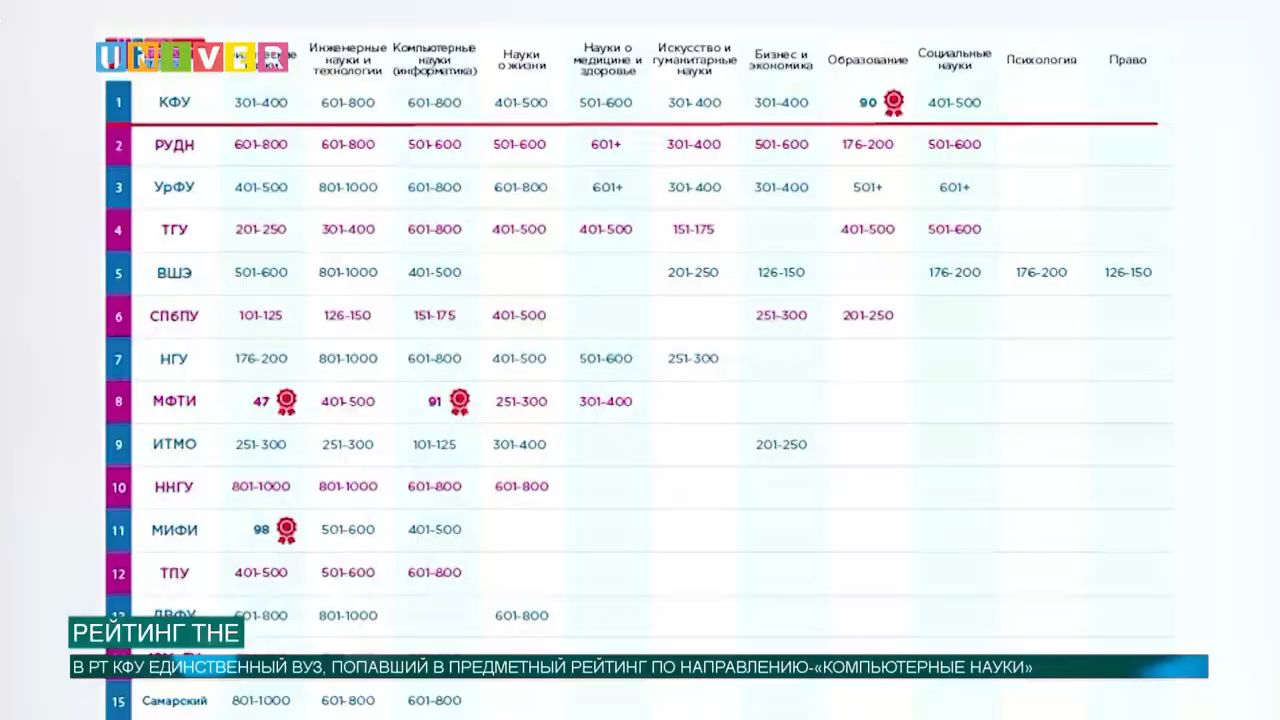 UNIVER
Инженерные науки и технологии
Компьютерные науки (информатика)
Науки о жизни
Науки о медицине и здоровье
Искусство и гуманитарные науки
Бизнес и экономика
Образование
Социальные науки
Психология
Право
1 КФУ 301-400 601-800 601-800 401-500 501-600 301-400 301-400 90 401-500
2 РУДН 601-800 601-800 501-600 501-600 601+ 301-400 501-600 176-200 501-600
3 УрФУ 401-500 801-1000 601-800 601-800 601+ 301-400 301-400 501+ 601+
4 ТГУ 201-250 301-400 601-800 401-500 401-500 151-175 401-500 501-600
5 ВШЭ 501-600 801-1000 401-500 201-250 126-150 176-200 176-200 126-150
6 СПбПУ 101-125 126-150 151-175 401-500 251-300 201-250
7 НГУ 176-200 801-1000 601-800 401-500 501-600 251-300
8 МФТИ 47 401-500 91 251-300 301-400
9 ИТМО 251-300 251-300 101-125 301-400 201-250
10 ННГУ 801-1000 801-1000 601-800 601-800
11 МИФИ 98 501-600 401-500
12 ТПУ 401-500 501-600 601-800
13 ДВФУ 601-800 801-1000 601-800
РЕЙТИНГ THE
В РТ КФУ ЕДИНСТВЕННЫЙ ВУЗ, ПОПАВШИЙ В ПРЕДМЕТНЫЙ РЕЙТИНГ ПО НАПРАВЛЕНИЮ-«КОМПЬЮТЕРНЫЕ НАУКИ»
15 Самарский 801-1000 601-800 601-800